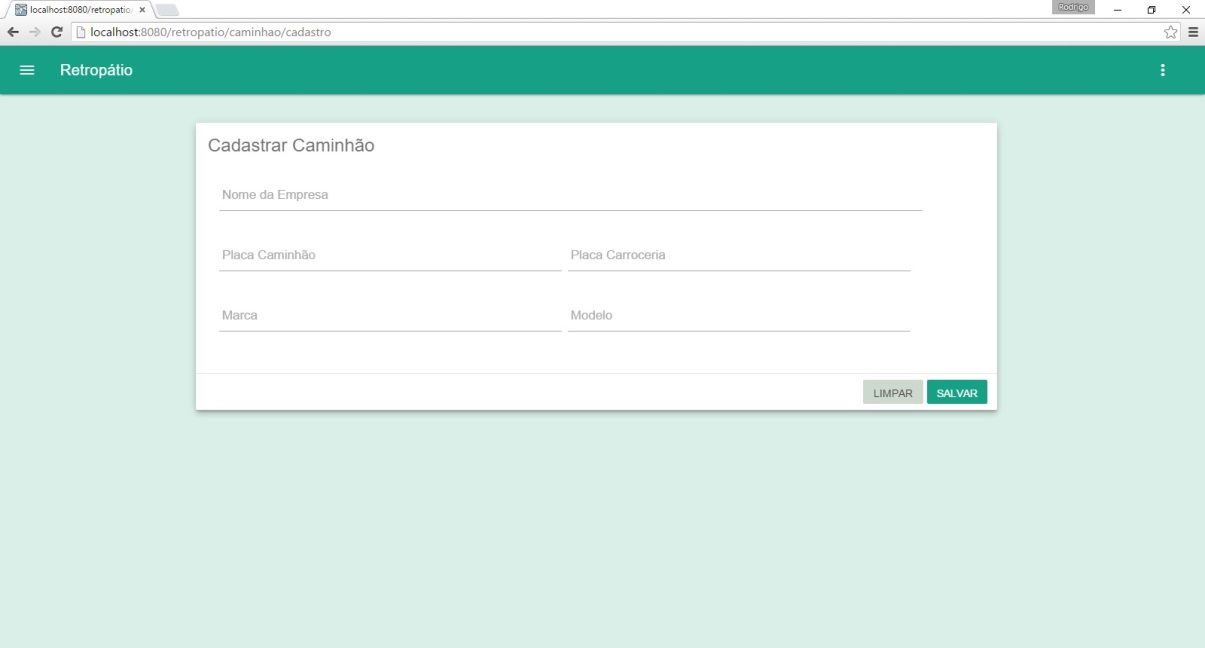 localhost:8080/retropatio/
Rodrigo
localhost:8080/retropatio/caminhao/cadastro
Retropátio
Cadastrar Caminhão
Nome da Empresa
Placa Caminhão Placa Carroceria
Marca Modelo
LIMPAR SALVAR